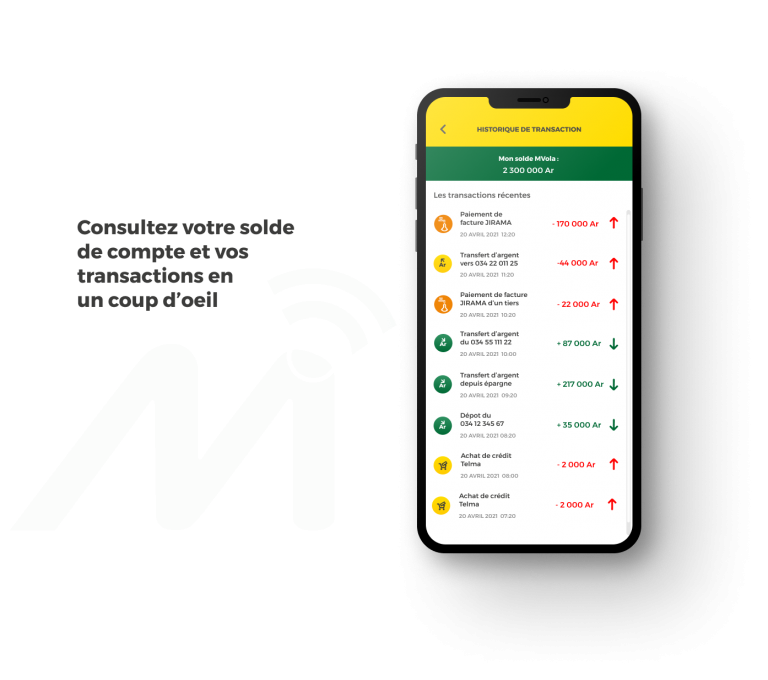 Consultez votre solde
de compte et vos
transactions en
un coup d'oeil
HISTORIQUE DE TRANSACTION
Mon solde MVola :
2 300 000 Ar
Les transactions récentes
Paiement de
facture JIRAMA
- 170 000 Ar
20 AVRIL 2021 12:20
Transfert d'argent
vers 034 22 011 25
-44 000 Ar
20 AVRIL 2021 11:20
Paiement de facture
JIRAMA d'un tiers
- 22 000 Ar
20 AVRIL 2021 10:20
Transfert d'argent
du 034 55 111 22
+ 87 000 Ar
20 AVRIL 2021 10:00
Transfert d'argent
depuis épargne
+ 217 000 Ar
20 AVRIL 2021 09:20
Dépot du
034 12 345 67
+ 35 000 Ar
20 AVRIL 2021 08:20
Achat de crédit
Telma
- 2 000 Ar
20 AVRIL 2021 08:00
Achat de crédit
Telma
- 2 000 Ar
20 AVRIL 2021 07:20